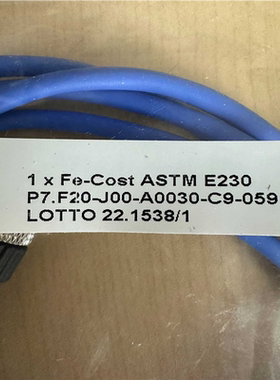 1 x Fe-Cost ASTM E230
P7.F20-J00-A0030-C9-059
LOTTO 22.1538/1